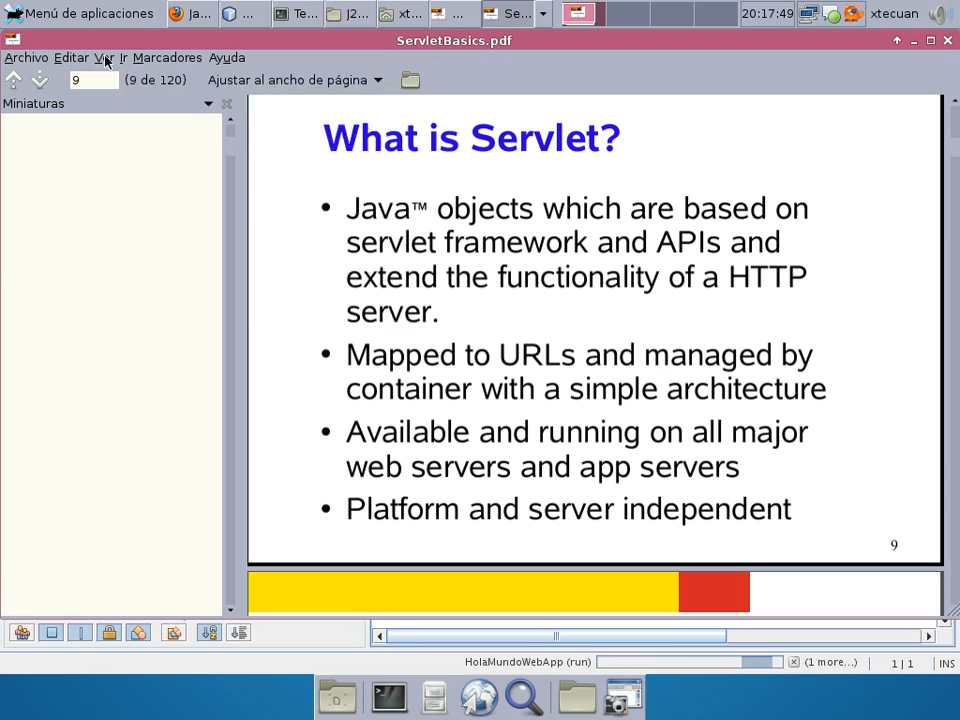 Menú de aplicaciones
Ja...
...
Te...
J2...
xt...
...
Se...
20:17:49
xtecuan
ServletBasics.pdf
Archivo Editar Ver Ir Marcadores Ayuda
9 (9 de 120) Ajustar al ancho de página
Miniaturas
What is Servlet?
• Java™ objects which are based on
servlet framework and APIs and
extend the functionality of a HTTP
server.
• Mapped to URLs and managed by
container with a simple architecture
• Available and running on all major
web servers and app servers
• Platform and server independent
9
HolaMundoWebApp (run)
(1 more...)
1 | 1
INS